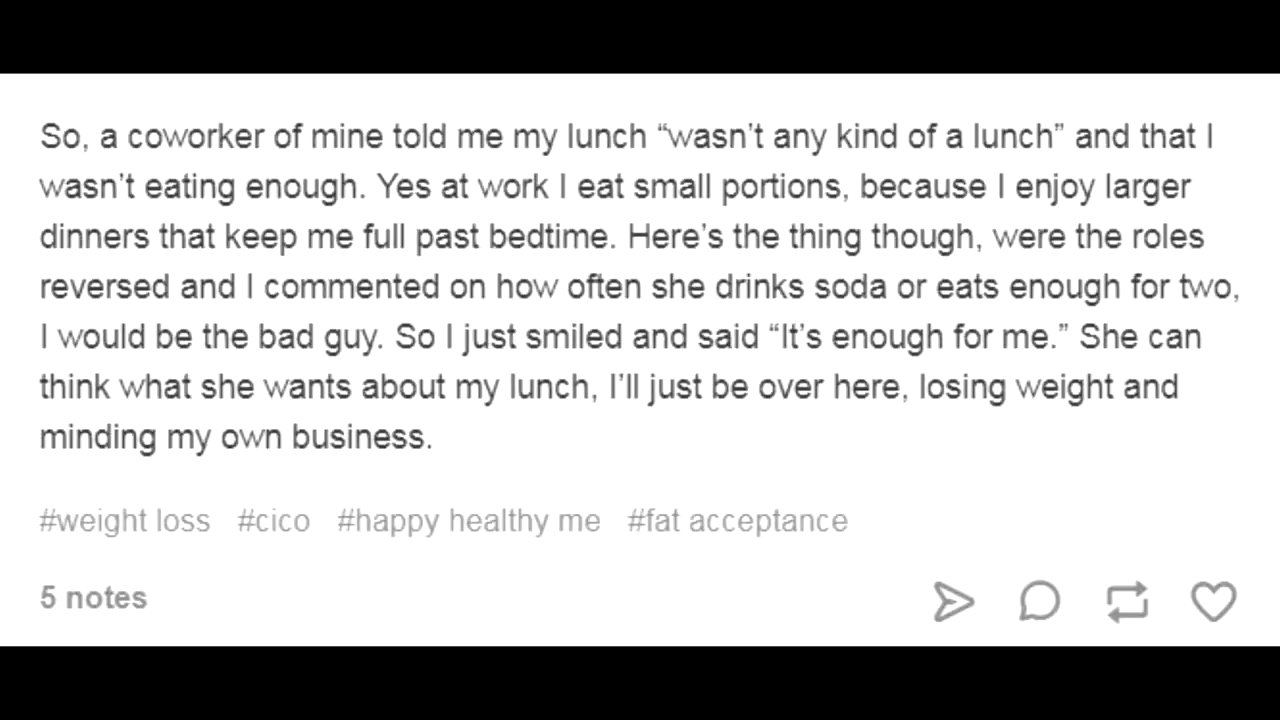 So, a coworker of mine told me my lunch “wasn’t any kind of a lunch” and that I
wasn’t eating enough. Yes at work I eat small portions, because I enjoy larger
dinners that keep me full past bedtime. Here’s the thing though, were the roles
reversed and I commented on how often she drinks soda or eats enough for two,
I would be the bad guy. So I just smiled and said “It’s enough for me.” She can
think what she wants about my lunch, I’ll just be over here, losing weight and
minding my own business.
#weight loss #cico #happy healthy me #fat acceptance
5 notes